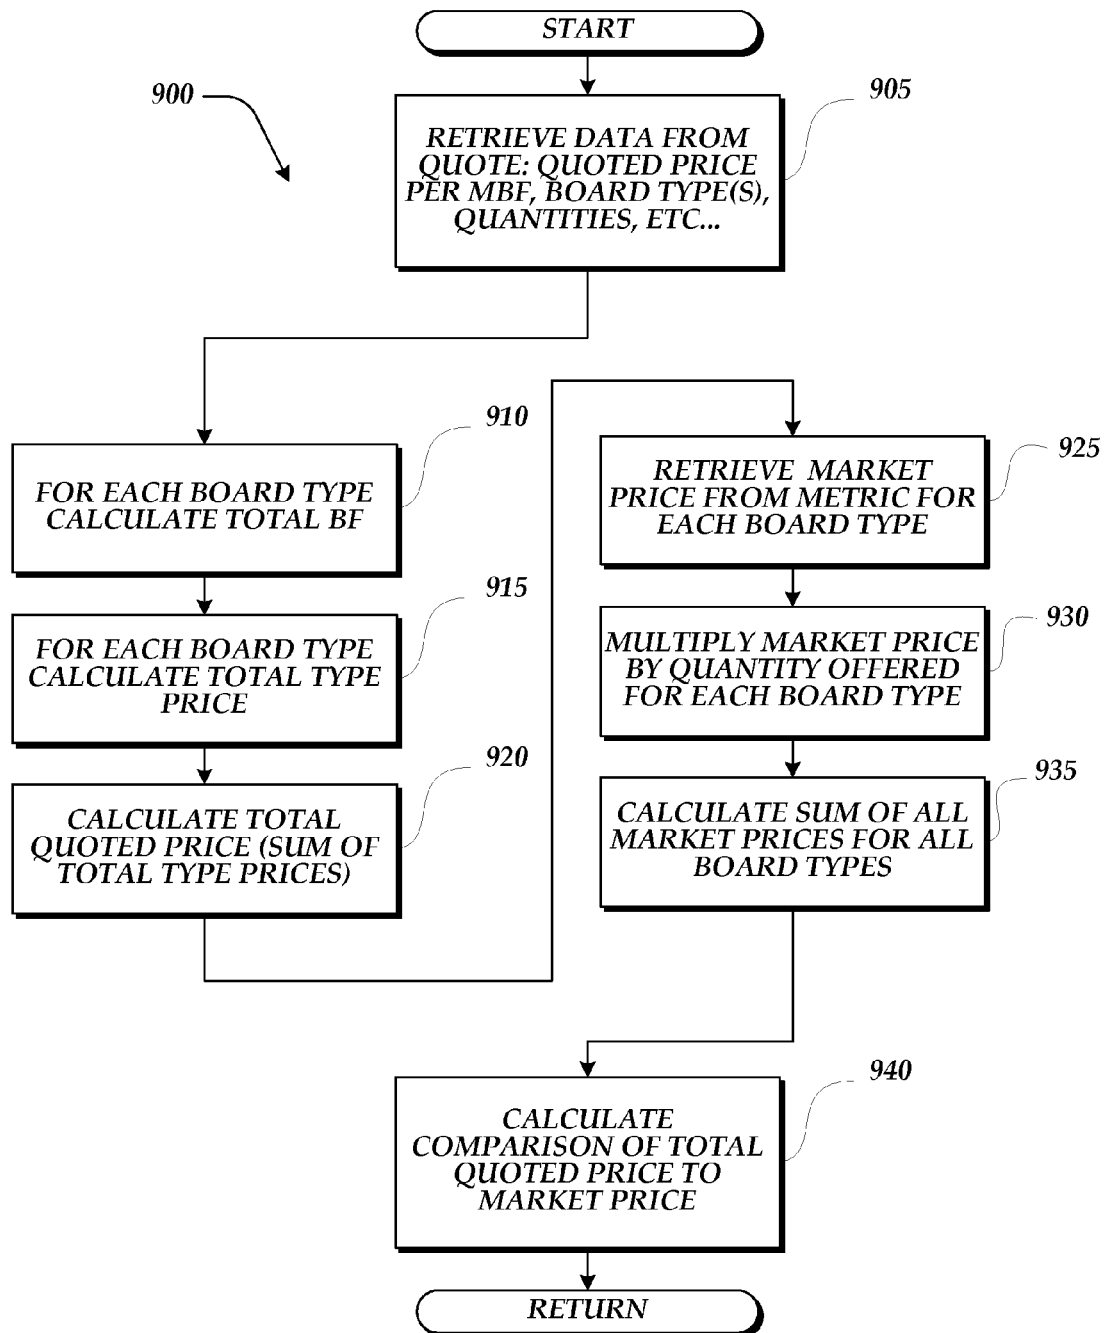 START
900
905
RETRIEVE DATA FROM
QUOTE: QUOTED PRICE
PER MBF, BOARD TYPE(S),
QUANTITIES, ETC...
910
FOR EACH BOARD TYPE
CALCULATE TOTAL BF
915
FOR EACH BOARD TYPE
CALCULATE TOTAL TYPE
PRICE
920
CALCULATE TOTAL
QUOTED PRICE (SUM OF
TOTAL TYPE PRICES)
925
RETRIEVE MARKET
PRICE FROM METRIC FOR
EACH BOARD TYPE
930
MULTIPLY MARKET PRICE
BY QUANTITY OFFERED
FOR EACH BOARD TYPE
935
CALCULATE SUM OF ALL
MARKET PRICES FOR ALL
BOARD TYPES
940
CALCULATE
COMPARISON OF TOTAL
QUOTED PRICE TO
MARKET PRICE
RETURN